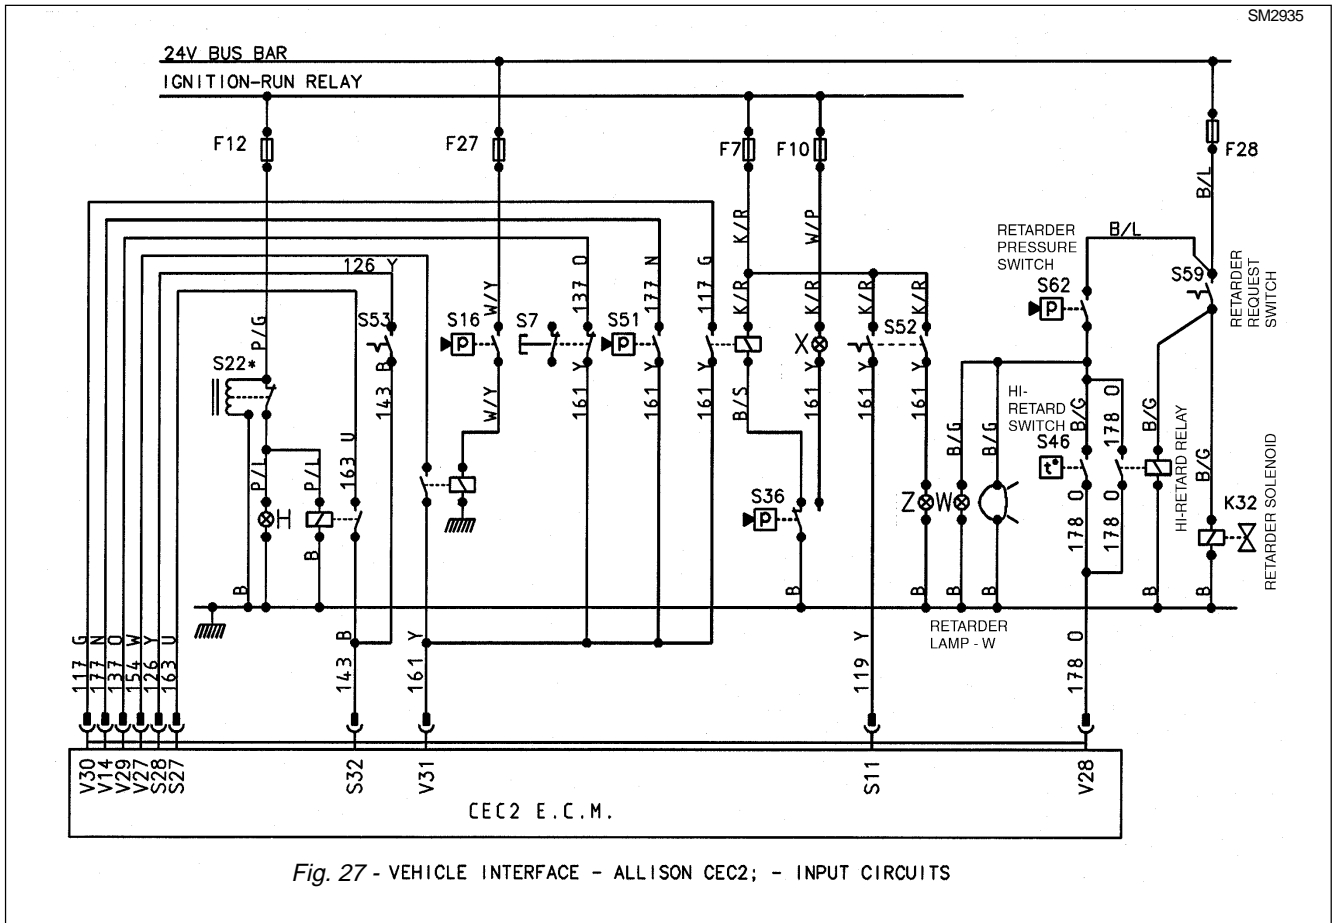 SM2935
24V BUS BAR
IGNITION-RUN RELAY
F12
F27
F7
F10
F28
B/L
K/R
W/P
RETARDER
PRESSURE
SWITCH
B/L
S62
S59
RETARDER
REQUEST
SWITCH
126 Y
W/Y
137 O
177 N
117 G
K/R
K/R
K/R
K/R
P/G
S53
S16
S7
S51
X
S52
S22*
143 B
W/Y
161 Y
161 Y
161 Y
B/S
161 Y
161 Y
161 Y
HI-
RETARD
SWITCH
S46
t°
B/G
178 O
B/G
B/G
B/G
B/G
HI-RETARD RELAY
P/L
P/L
163 U
H
S36
Z
W
178 O
178 O
K32
RETARDER SOLENOID
P
P
P
P
B
B
B
B
B
B
B
B
RETARDER
LAMP - W
117 G
177 N
137 O
154 W
126 Y
163 U
143 B
161 Y
119 Y
178 O
V30
V14
V29
V27
S28
S27
S32
V31
S11
V28
CEC2 E.C.M.
Fig. 27 - VEHICLE INTERFACE - ALLISON CEC2; - INPUT CIRCUITS